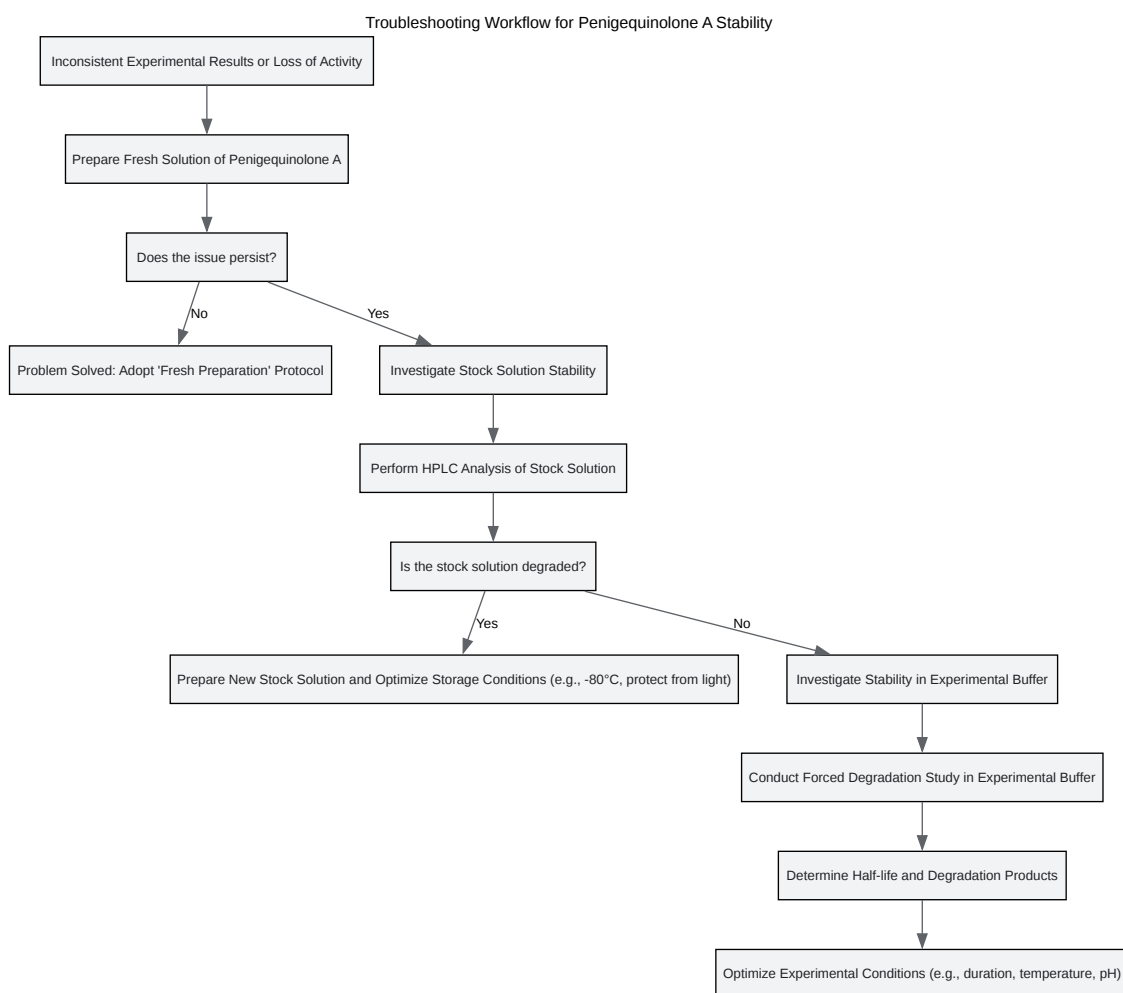 Troubleshooting Workflow for Penigequinolone A Stability
Inconsistent Experimental Results or Loss of Activity
Prepare Fresh Solution of Penigequinolone A
Does the issue persist?
No
Yes
Problem Solved: Adopt 'Fresh Preparation' Protocol
Investigate Stock Solution Stability
Perform HPLC Analysis of Stock Solution
Is the stock solution degraded?
Yes
No
Prepare New Stock Solution and Optimize Storage Conditions (e.g., -80°C, protect from light)
Investigate Stability in Experimental Buffer
Conduct Forced Degradation Study in Experimental Buffer
Determine Half-life and Degradation Products
Optimize Experimental Conditions (e.g., duration, temperature, pH)